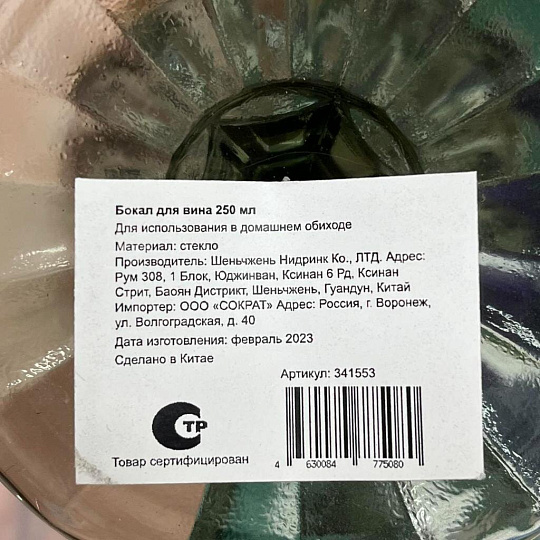 Бокал для вина 250 мл
Для использования в домашнем обиходе
Материал: стекло
Производитель: Шеньчжень Нидринк Ко., ЛТД. Адрес:
Рум 308, 1 Блок, Юджинван, Ксинан 6 Рд, Ксинан
Стрит, Баоян Дистрикт, Шеньчжень, Гуандун, Китай
Импортер: ООО «СОКРАТ» Адрес: Россия, г. Воронеж,
ул. Волгоградская, д. 40
Дата изготовления: февраль 2023
Сделано в Китае
Артикул: 341553
СТР
Товар сертифицирован
4 630084 775080